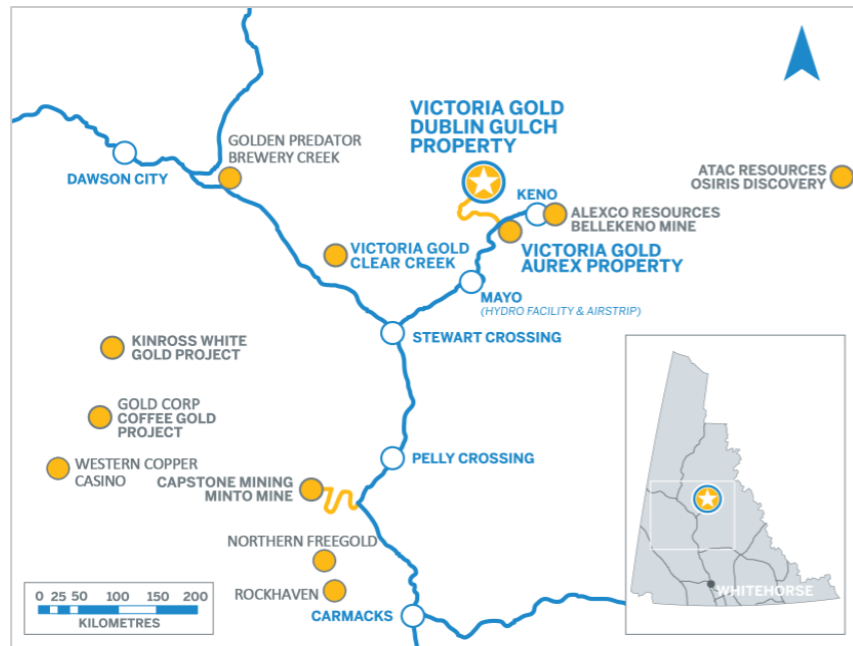 VICTORIA GOLD
DUBLIN GULCH
PROPERTY
GOLDEN PREDATOR
BREWERY CREEK
DAWSON CITY
ATAC RESOURCES
OSIRIS DISCOVERY
KENO
ALEXCO RESOURCES
BELLEKENO MINE
VICTORIA GOLD
CLEAR CREEK
VICTORIA GOLD
AUREX PROPERTY
MAYO
(HYDRO FACILITY & AIRSTRIP)
STEWART CROSSING
KINROSS WHITE
GOLD PROJECT
GOLD CORP
COFFEE GOLD
PROJECT
WESTERN COPPER
CASINO
PELLY CROSSING
CAPSTONE MINING
MINTO MINE
NORTHERN FREEGOLD
ROCKHAVEN
CARMACKS
0 25 50 100 150 200
KILOMETRES
WHITEHORSE